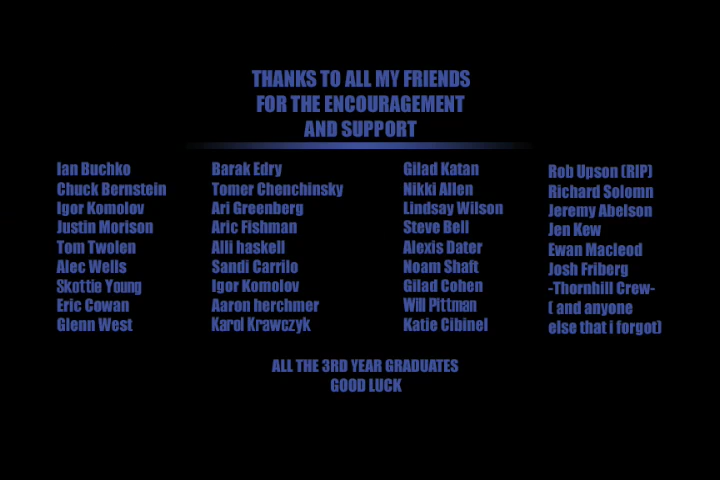 THANKS TO ALL MY FRIENDS
FOR THE ENCOURAGEMENT
AND SUPPORT
Ian Buchko
Chuck Bernstein
Igor Komolov
Justin Morison
Tom Twolen
Alec Wells
Skottie Young
Eric Cowan
Glenn West
Barak Edry
Tomer Chenchinsky
Ari Greenberg
Aric Fishman
Alli haskell
Sandi Carrilo
Igor Komolov
Aaron herchmer
Karol Krawczyk
Gilad Katan
Nikki Allen
Lindsay Wilson
Steve Bell
Alexis Dater
Noam Shaft
Gilad Cohen
Will Pittman
Katie Cibinel
Rob Upson (RIP)
Richard Solomn
Jeremy Abelson
Jen Kew
Ewan Macleod
Josh Friberg
-Thornhill Crew-
( and anyone
else that i forgot)
ALL THE 3RD YEAR GRADUATES
GOOD LUCK